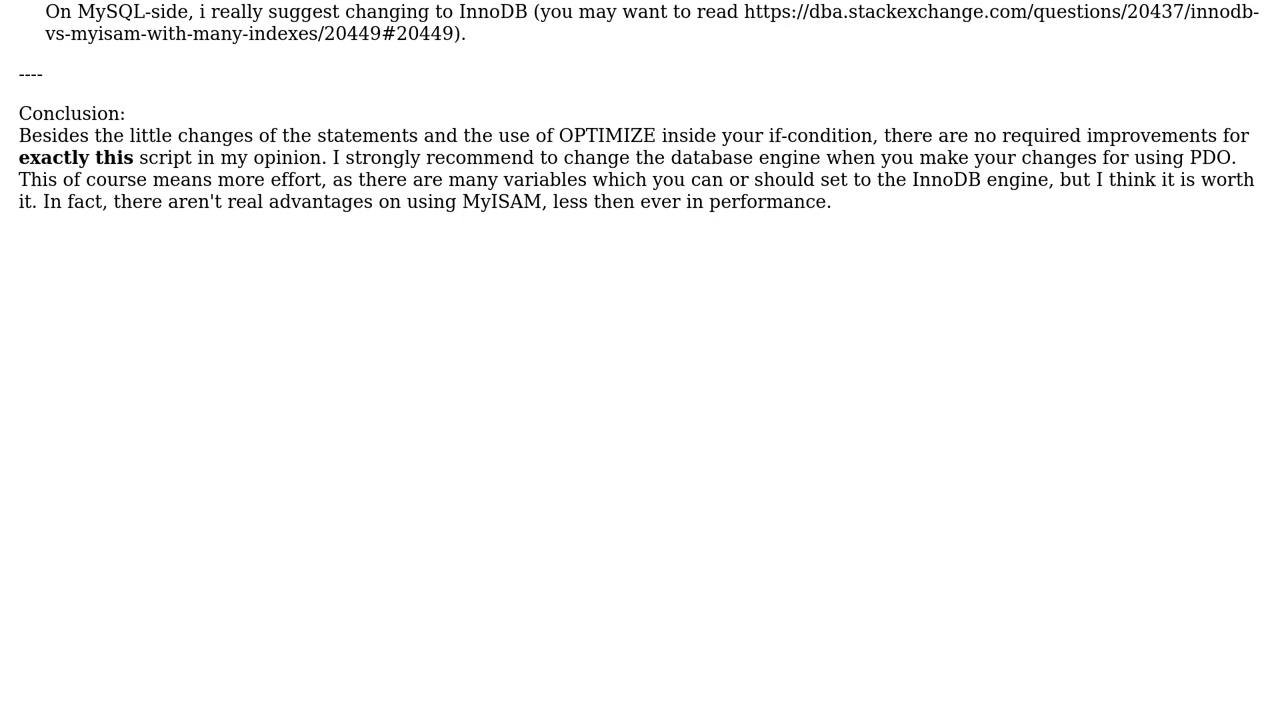 On MySQL-side, i really suggest changing to InnoDB (you may want to read https://dba.stackexchange.com/questions/20437/innodb-
vs-myisam-with-many-indexes/20449#20449).
----
Conclusion:
Besides the little changes of the statements and the use of OPTIMIZE inside your if-condition, there are no required improvements for
exactly this script in my opinion. I strongly recommend to change the database engine when you make your changes for using PDO.
This of course means more effort, as there are many variables which you can or should set to the InnoDB engine, but I think it is worth
it. In fact, there aren't real advantages on using MyISAM, less then ever in performance.